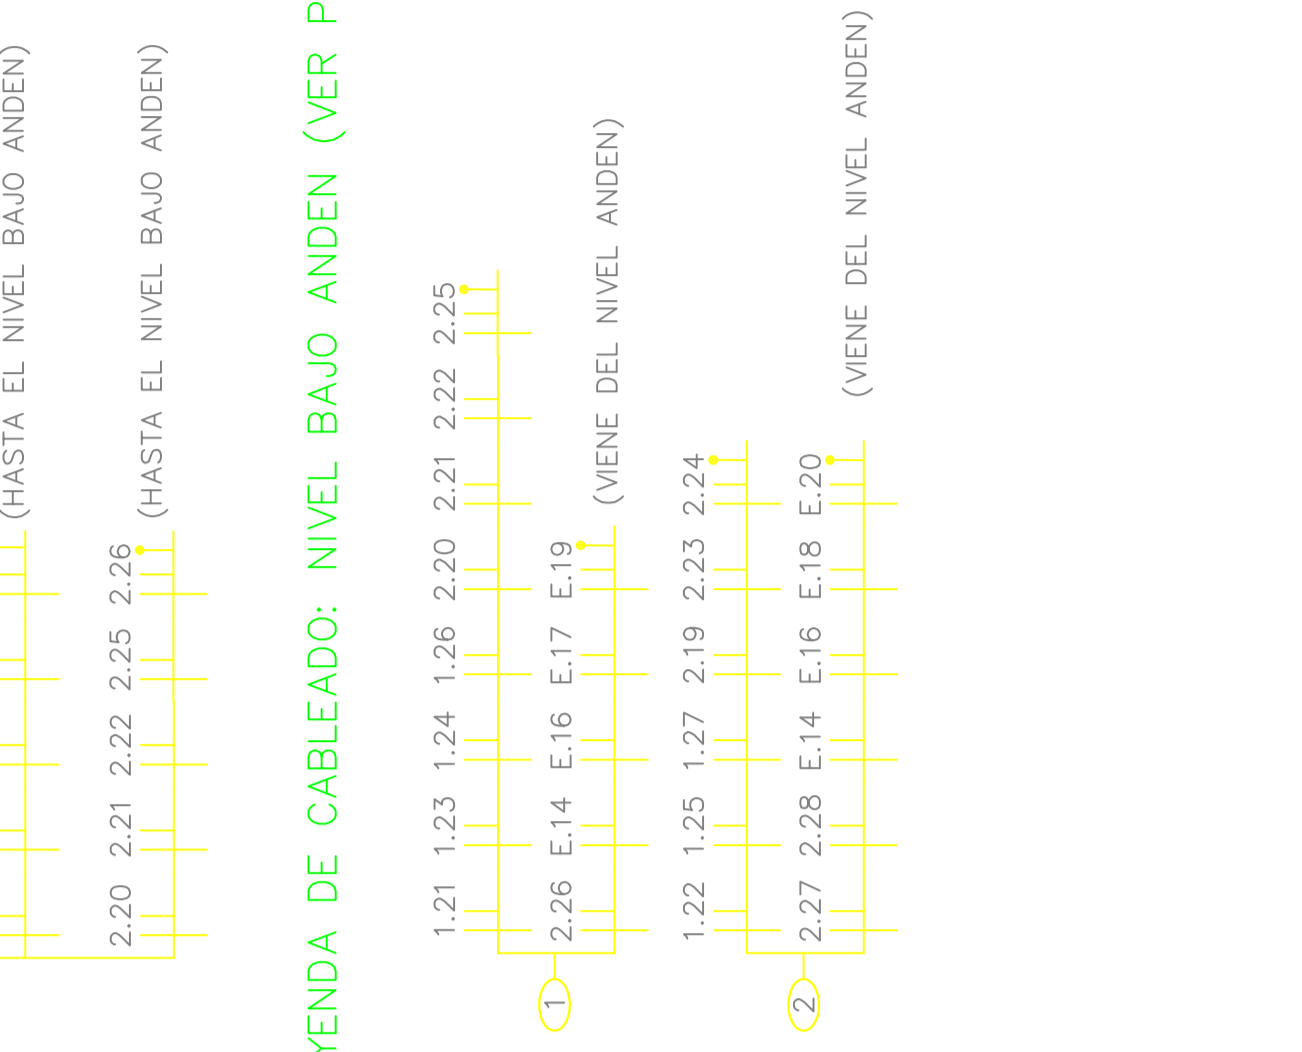 (HASTA EL NIVEL BAJO ANDEN)
2.20 2.21 2.22 2.25 2.26
(HASTA EL NIVEL BAJO ANDEN)
YENDA DE CABLEADO: NIVEL BAJO ANDEN (VER P
1.21 1.23 1.24 1.26 2.20 2.21 2.22 2.25
1
2.26 E.14 E.16 E.17 E.19
(VIENE DEL NIVEL ANDEN)
1.22 1.25 1.27 2.19 2.23 2.24
2
2.27 2.28 E.14 E.16 E.18 E.20
(VIENE DEL NIVEL ANDEN)